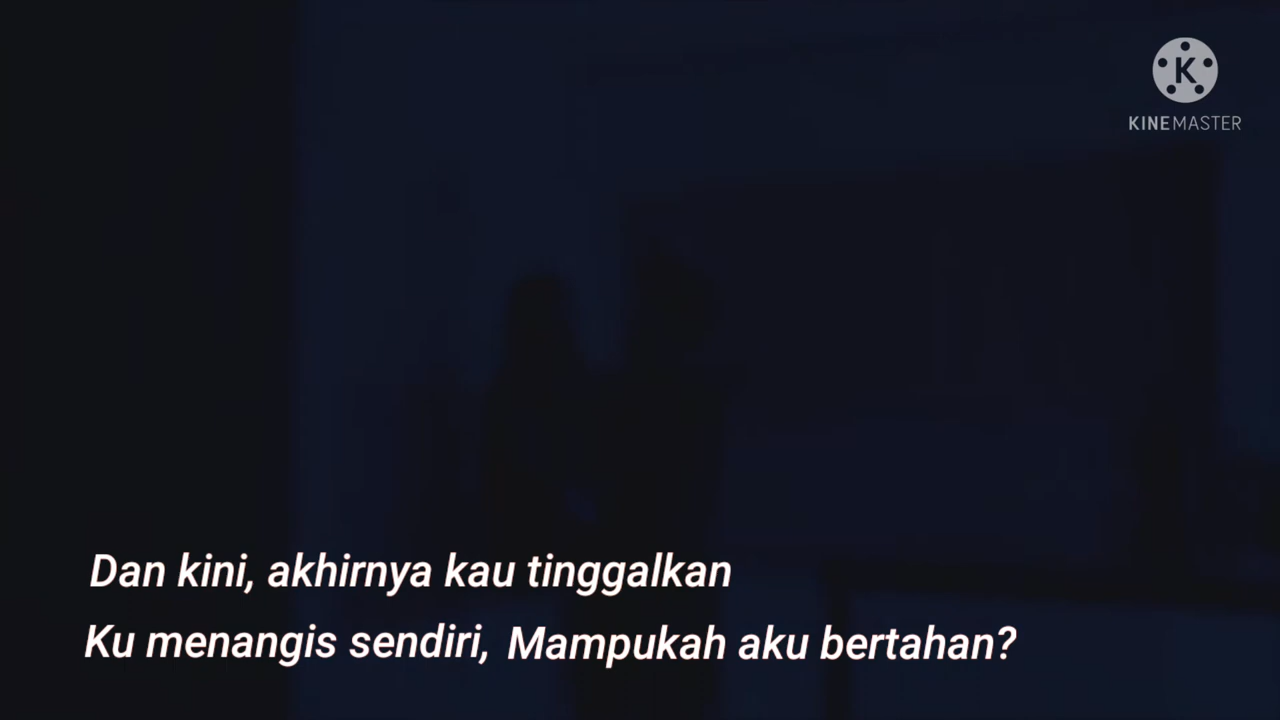 K
KINEMASTER
Dan kini, akhirnya kau tinggalkan
Ku menangis sendiri, Mampukah aku bertahan?